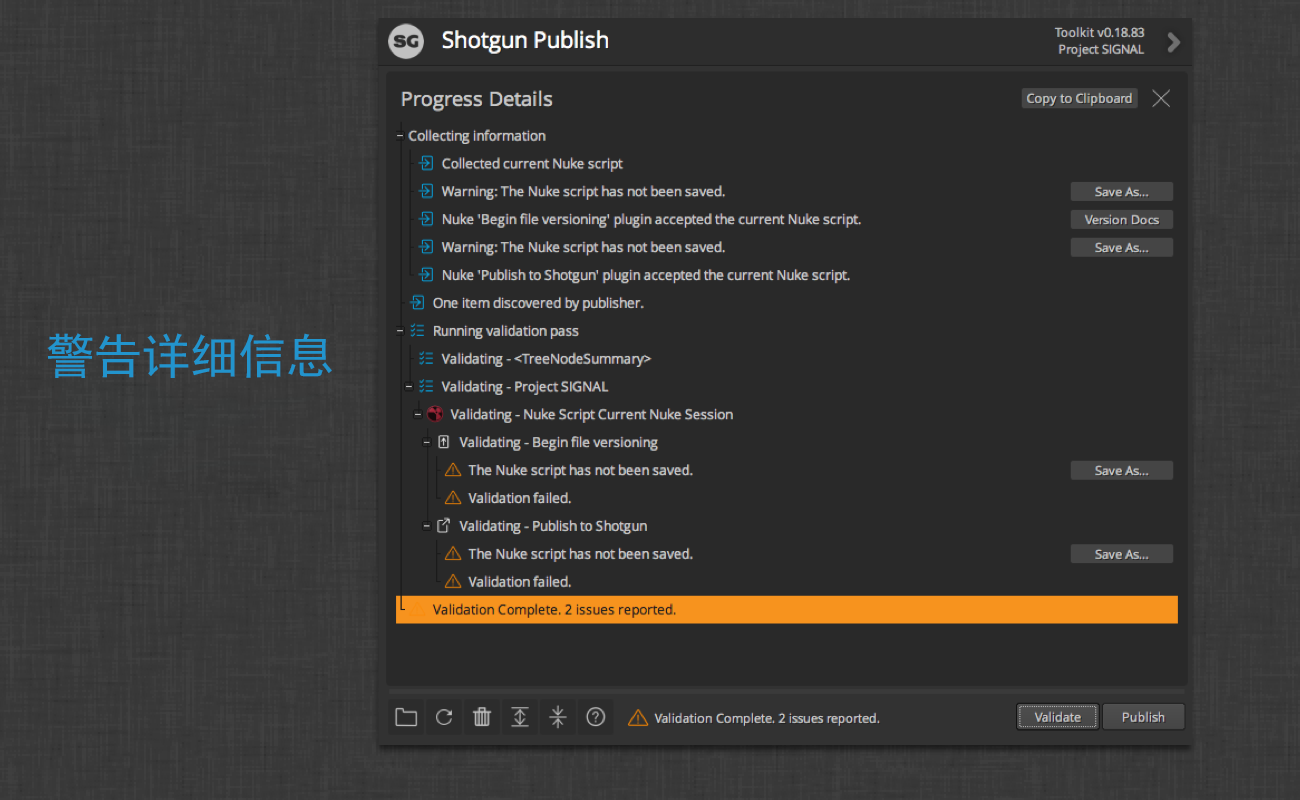 SG Shotgun Publish
Toolkit v0.18.83
Project SIGNAL
Progress Details
Copy to Clipboard
Collecting information
Collected current Nuke script
Warning: The Nuke script has not been saved. Save As...
Nuke 'Begin file versioning' plugin accepted the current Nuke script. Version Docs
Warning: The Nuke script has not been saved. Save As...
Nuke 'Publish to Shotgun' plugin accepted the current Nuke script.
One item discovered by publisher.
Running validation pass
警告详细信息
Validating - <TreeNodeSummary>
Validating - Project SIGNAL
Validating - Nuke Script Current Nuke Session
Validating - Begin file versioning
The Nuke script has not been saved. Save As...
Validation failed.
Validating - Publish to Shotgun
The Nuke script has not been saved. Save As...
Validation failed.
Validation Complete. 2 issues reported.
Validation Complete. 2 issues reported. Validate Publish